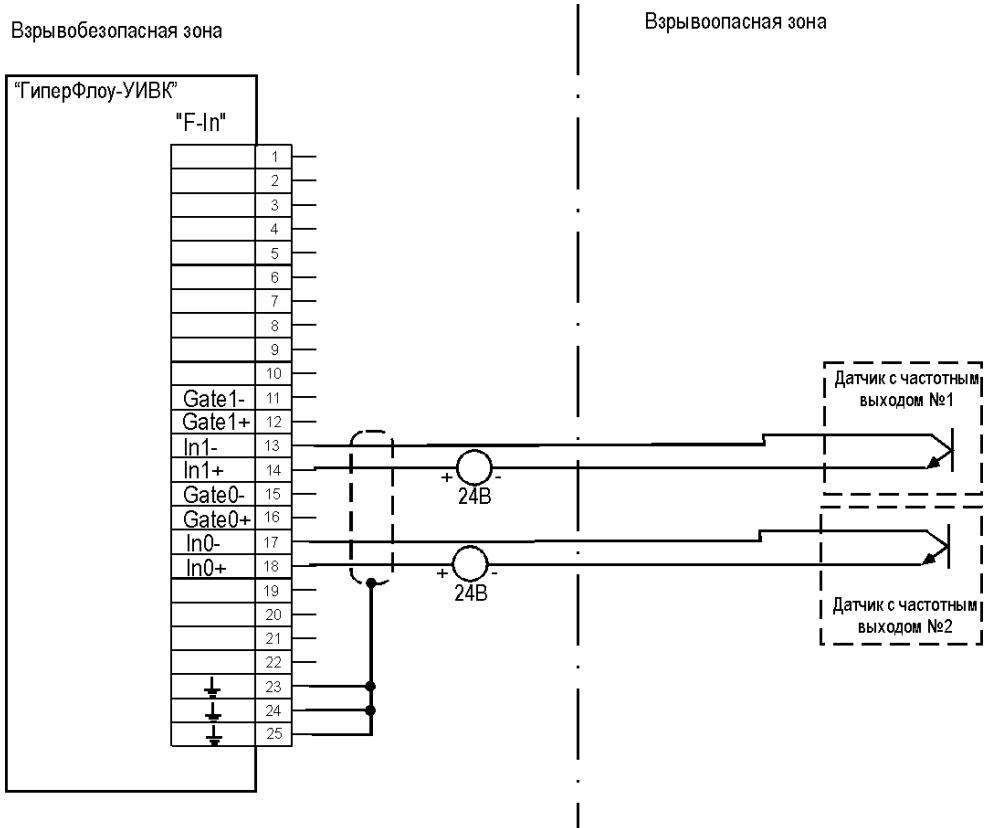 Взрывобезопасная зона
Взрывоопасная зона
"ГиперФлоу-УИВК"
"F-In"
1
2
3
4
5
6
7
8
9
10
Gate1- 11
Gate1+ 12
In1- 13
In1+ 14
Gate0- 15
Gate0+ 16
In0- 17
In0+ 18
19
20
21
22
23
24
25
+ -
24В
+ -
24В
Датчик с частотным
выходом №1
Датчик с частотным
выходом №2